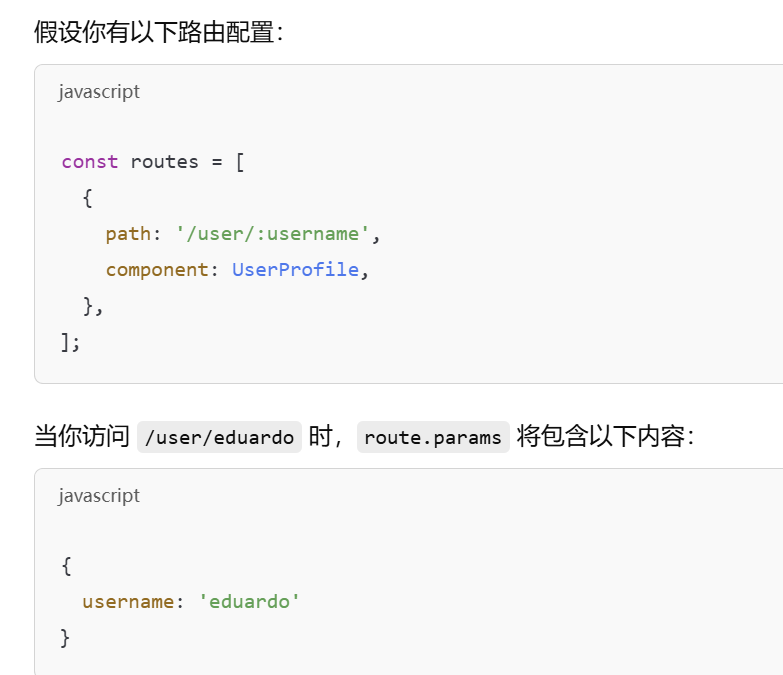 假设你有以下路由配置：
javascript
const routes = [
  {
    path: '/user/:username',
    component: UserProfile,
  },
];
当你访问 /user/eduardo 时，route.params 将包含以下内容：
javascript
{
  username: 'eduardo'
}